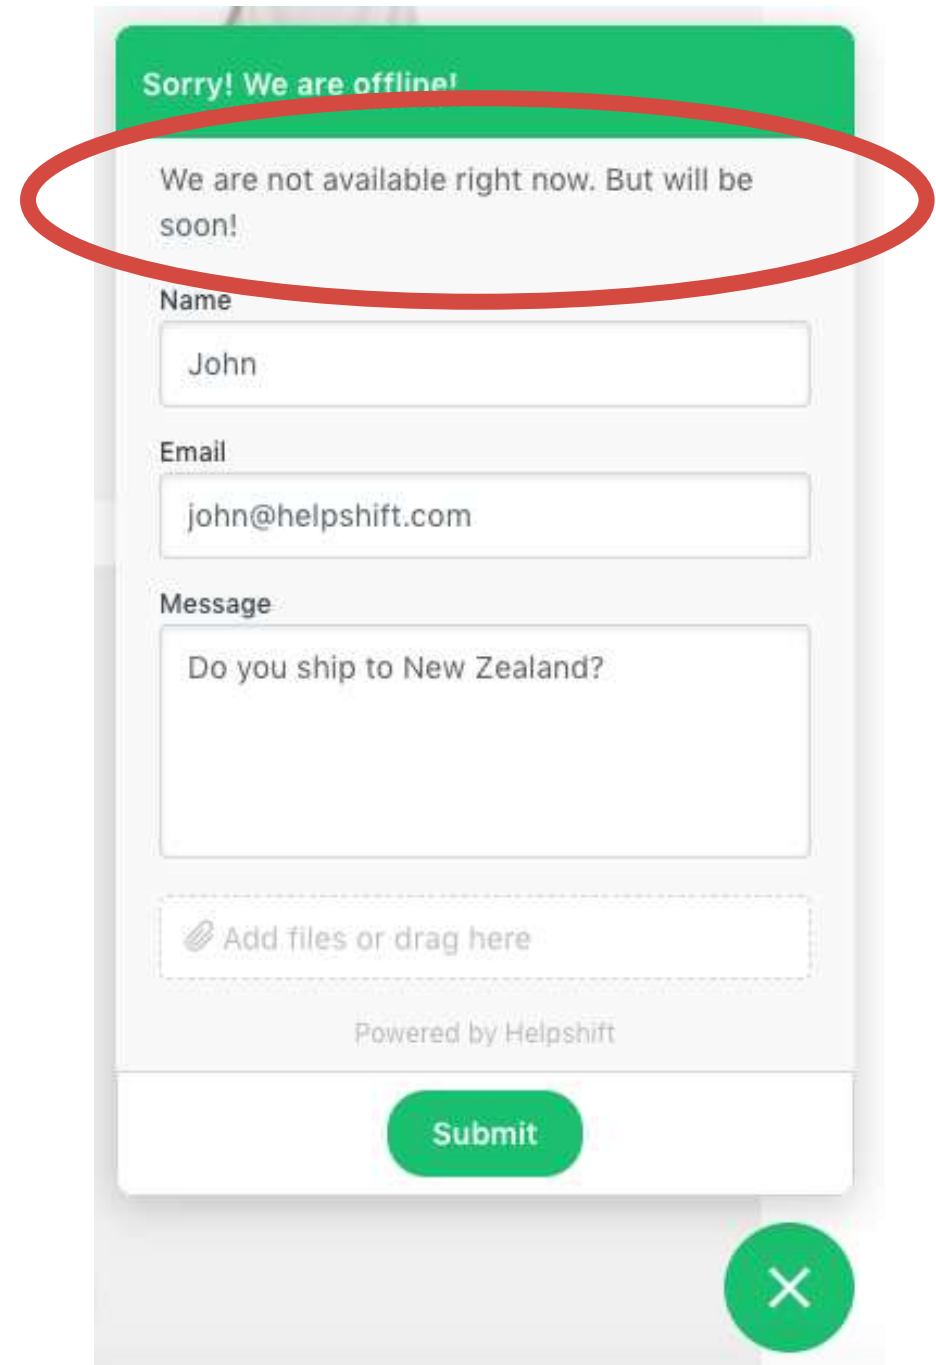 Sorry! We are offline!
We are not available right now. But will be
soon!
Name
John
Email
john@helpshift.com
Message
Do you ship to New Zealand?
Add files or drag here
Powered by Helpshift
Submit